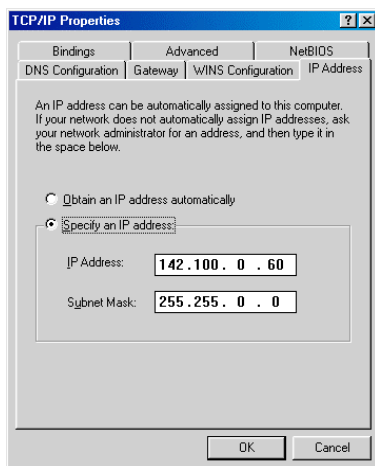 TCP/IP Properties
Bindings Advanced NetBIOS
DNS Configuration Gateway WINS Configuration IP Address
An IP address can be automatically assigned to this computer.
If your network does not automatically assign IP addresses, ask
your network administrator for an address, and then type it in
the space below.
Obtain an IP address automatically
Specify an IP address:
IP Address: 142.100. 0 .60
Subnet Mask: 255.255. 0 . 0
OK Cancel